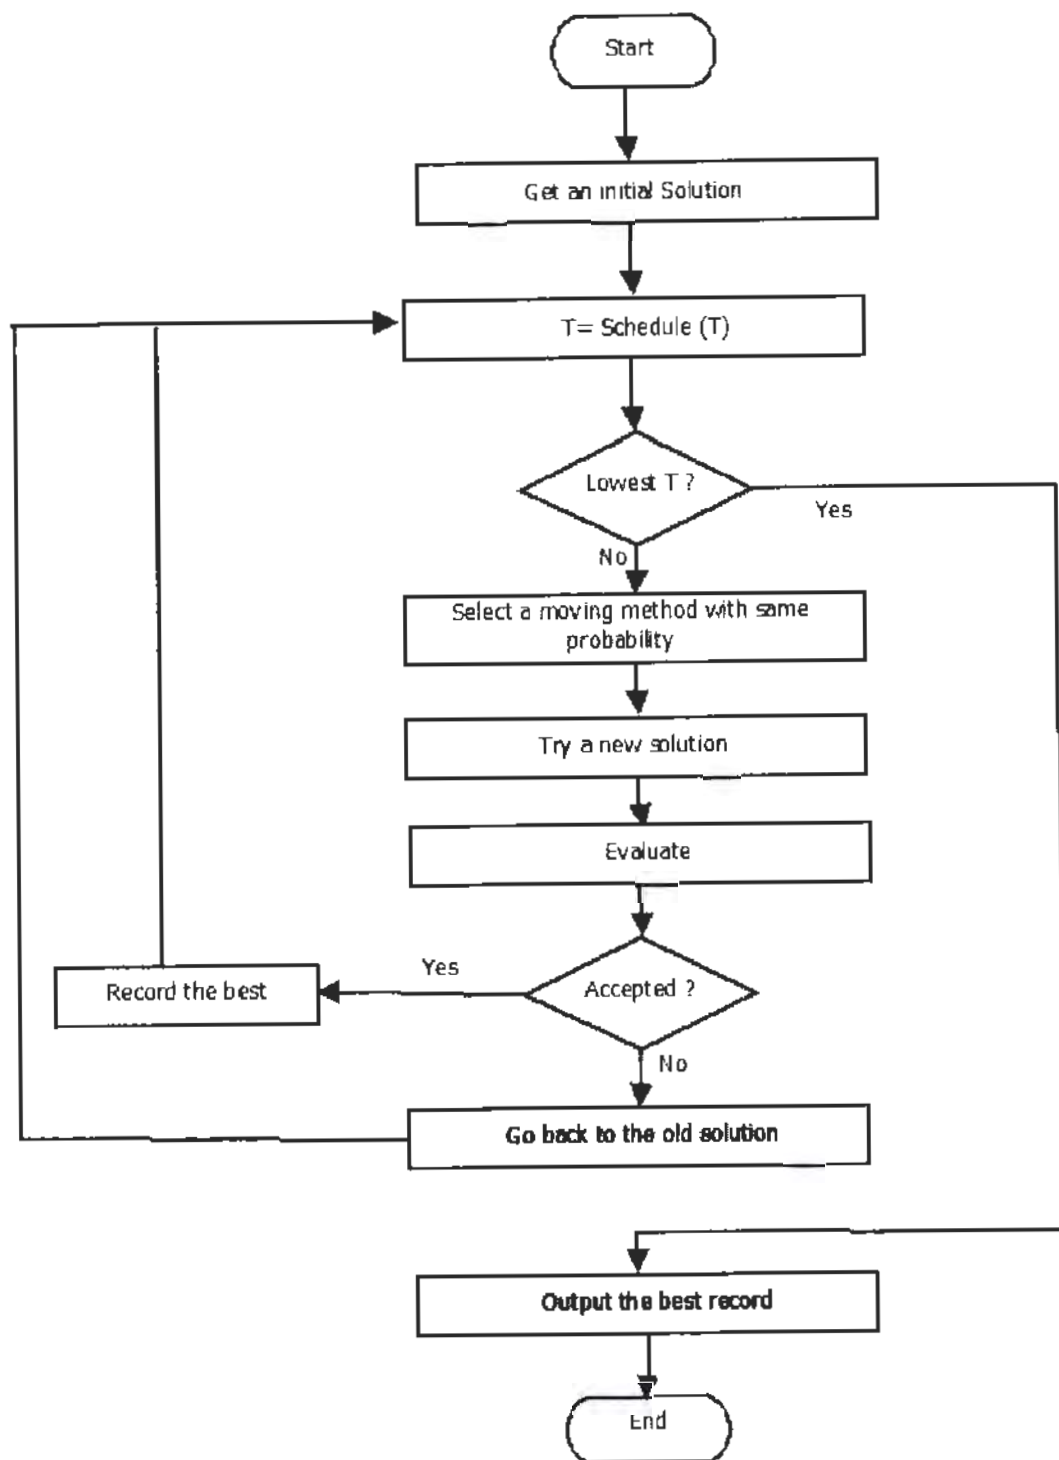 Start
Get an initial Solution
T= Schedule (T)
Lowest T ?
Yes
No
Select a moving method with same
probability
Try a new solution
Evaluate
Yes
Accepted ?
Record the best
No
Go back to the old solution
Output the best record
End